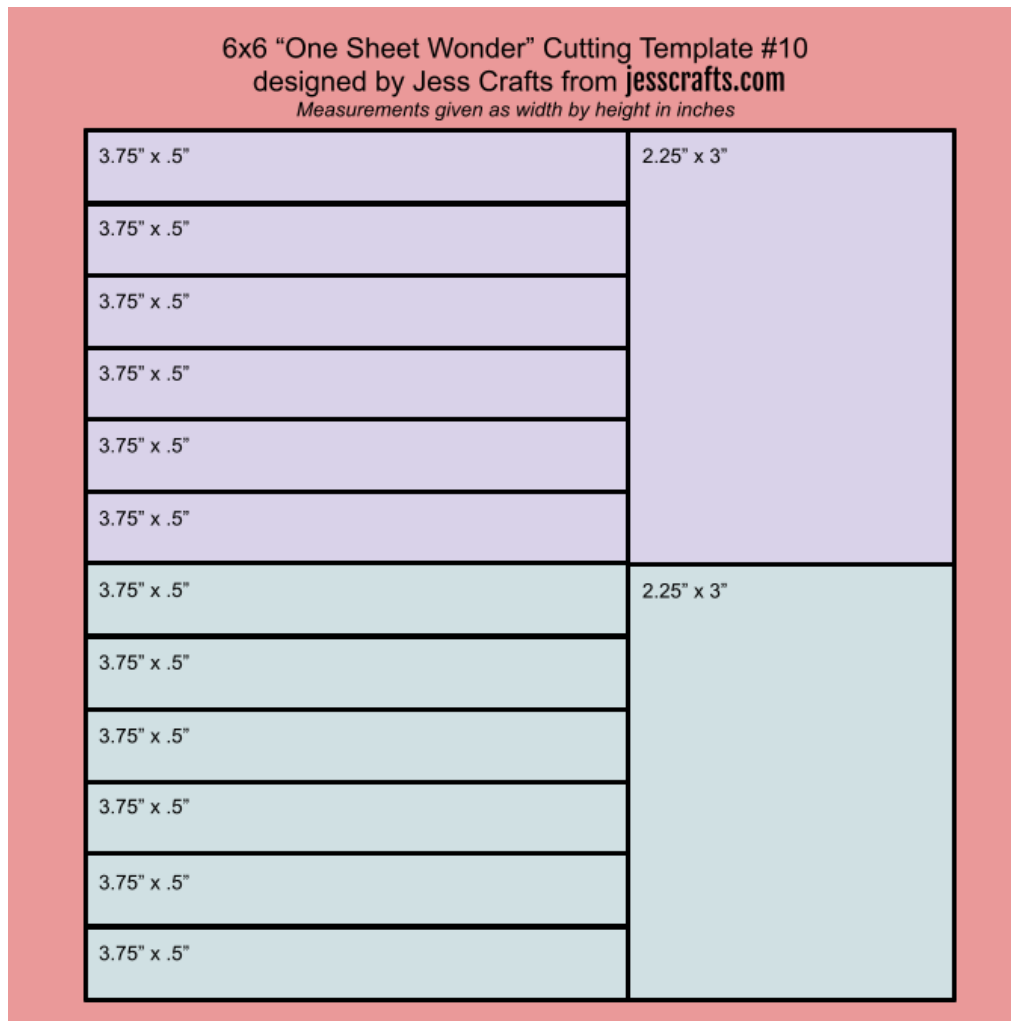 6x6 “One Sheet Wonder” Cutting Template #10
designed by Jess Crafts from jesscrafts.com
Measurements given as width by height in inches
3.75” x .5”
2.25” x 3”
3.75” x .5”
3.75” x .5”
3.75” x .5”
3.75” x .5”
3.75” x .5”
3.75” x .5”
2.25” x 3”
3.75” x .5”
3.75” x .5”
3.75” x .5”
3.75” x .5”
3.75” x .5”